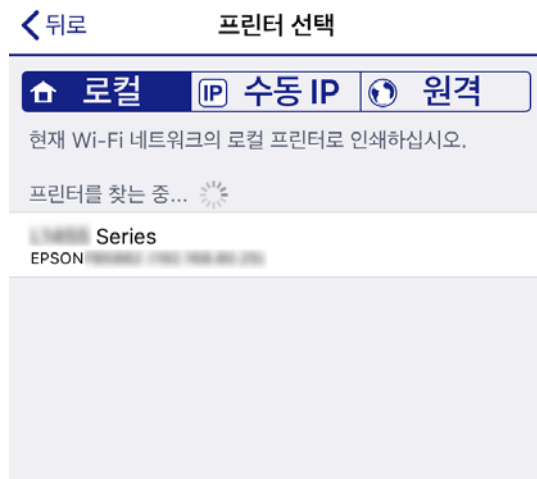 뒤로 프린터 선택
로컬 IP 수동 IP 원격
현재 Wi-Fi 네트워크의 로컬 프린터로 인쇄하십시오.
프린터를 찾는 중...
Series
EPSON